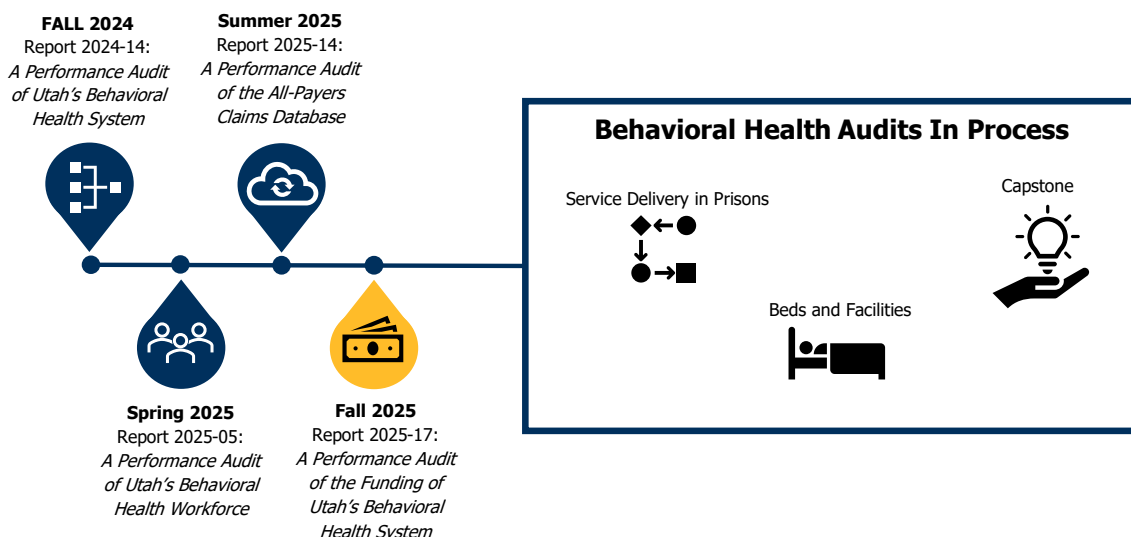 FALL 2024
Report 2024-14:
A Performance Audit
of Utah’s Behavioral
Health System
Summer 2025
Report 2025-14:
A Performance Audit
of the All-Payers
Claims Database
Spring 2025
Report 2025-05:
A Performance Audit
of Utah’s Behavioral
Health Workforce
Fall 2025
Report 2025-17:
A Performance Audit
of the Funding of
Utah’s Behavioral
Health System
Behavioral Health Audits In Process
Service Delivery in Prisons
Capstone
Beds and Facilities